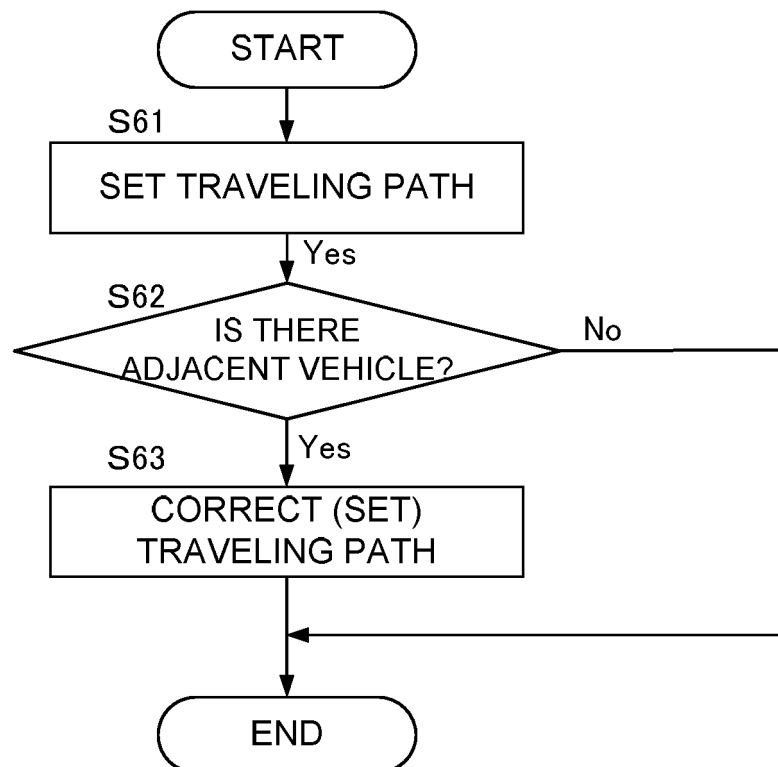 START
S61
SET TRAVELING PATH
Yes
S62
IS THERE
ADJACENT VEHICLE?
No
Yes
S63
CORRECT (SET)
TRAVELING PATH
END